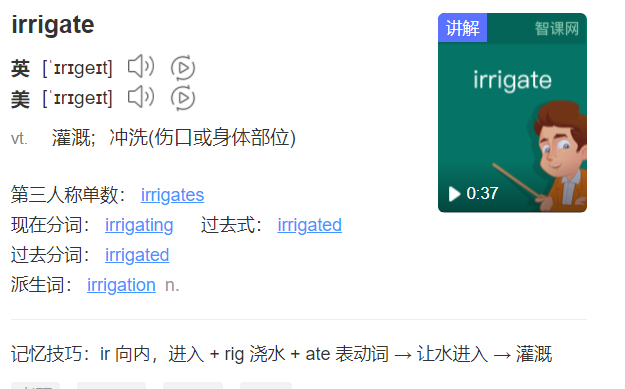 irrigate
英 [ˈɪrɪgeɪt]
美 [ˈɪrɪgeɪt]
vt. 灌溉；冲洗(伤口或身体部位)
第三人称单数： irrigates
现在分词： irrigating 过去式： irrigated
过去分词： irrigated
派生词： irrigation n.
记忆技巧：ir 向内，进入 + rig 浇水 + ate 表动词 → 让水进入 → 灌溉
讲解 智课网
irrigate
0:37